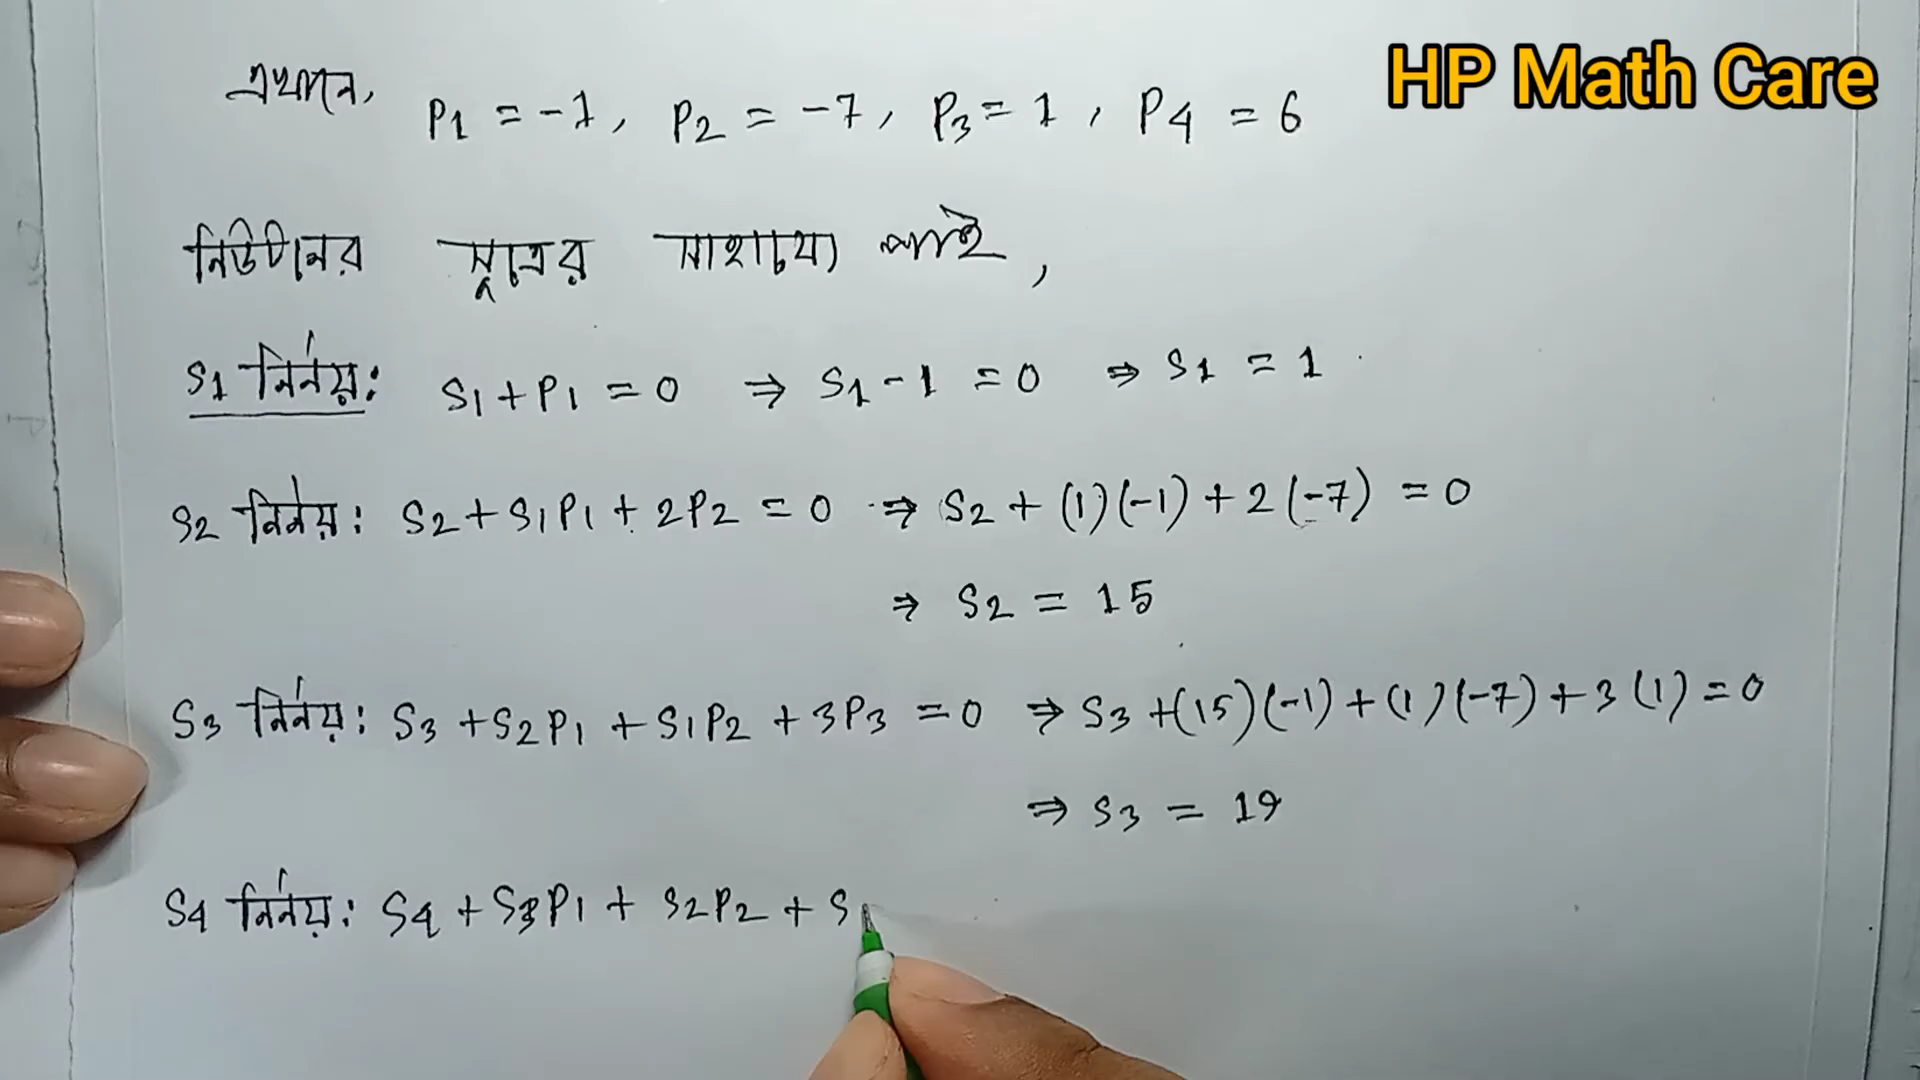 HP Math Care
এখানে, P1 = -1, P2 = -7, P3 = 1, P4 = 6
নিউটনের সূত্রের সাহায্যে পাই,
S1 নির্ণয়: S1 + P1 = 0 ⇒ S1 - 1 = 0 ⇒ S1 = 1
S2 নির্ণয়: S2 + S1P1 + 2P2 = 0 ⇒ S2 + (1)(-1) + 2(-7) = 0
⇒ S2 = 15
S3 নির্ণয়: S3 + S2P1 + S1P2 + 3P3 = 0 ⇒ S3 + (15)(-1) + (1)(-7) + 3(1) = 0
⇒ S3 = 19
S4 নির্ণয়: S4 + S3P1 + S2P2 + S